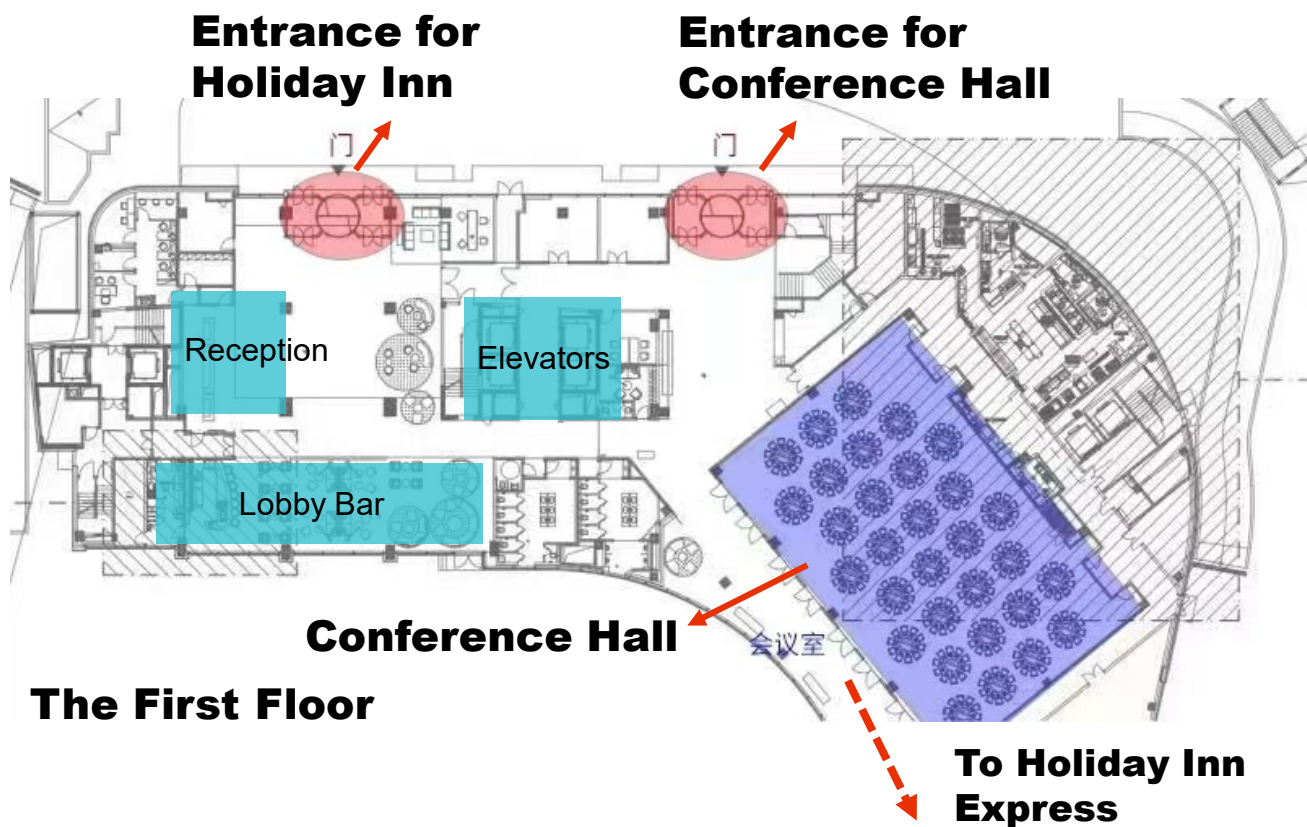 Entrance for
Holiday Inn
Entrance for
Conference Hall
门
门
Reception
Elevators
Lobby Bar
Conference Hall
会议室
The First Floor
To Holiday Inn
Express